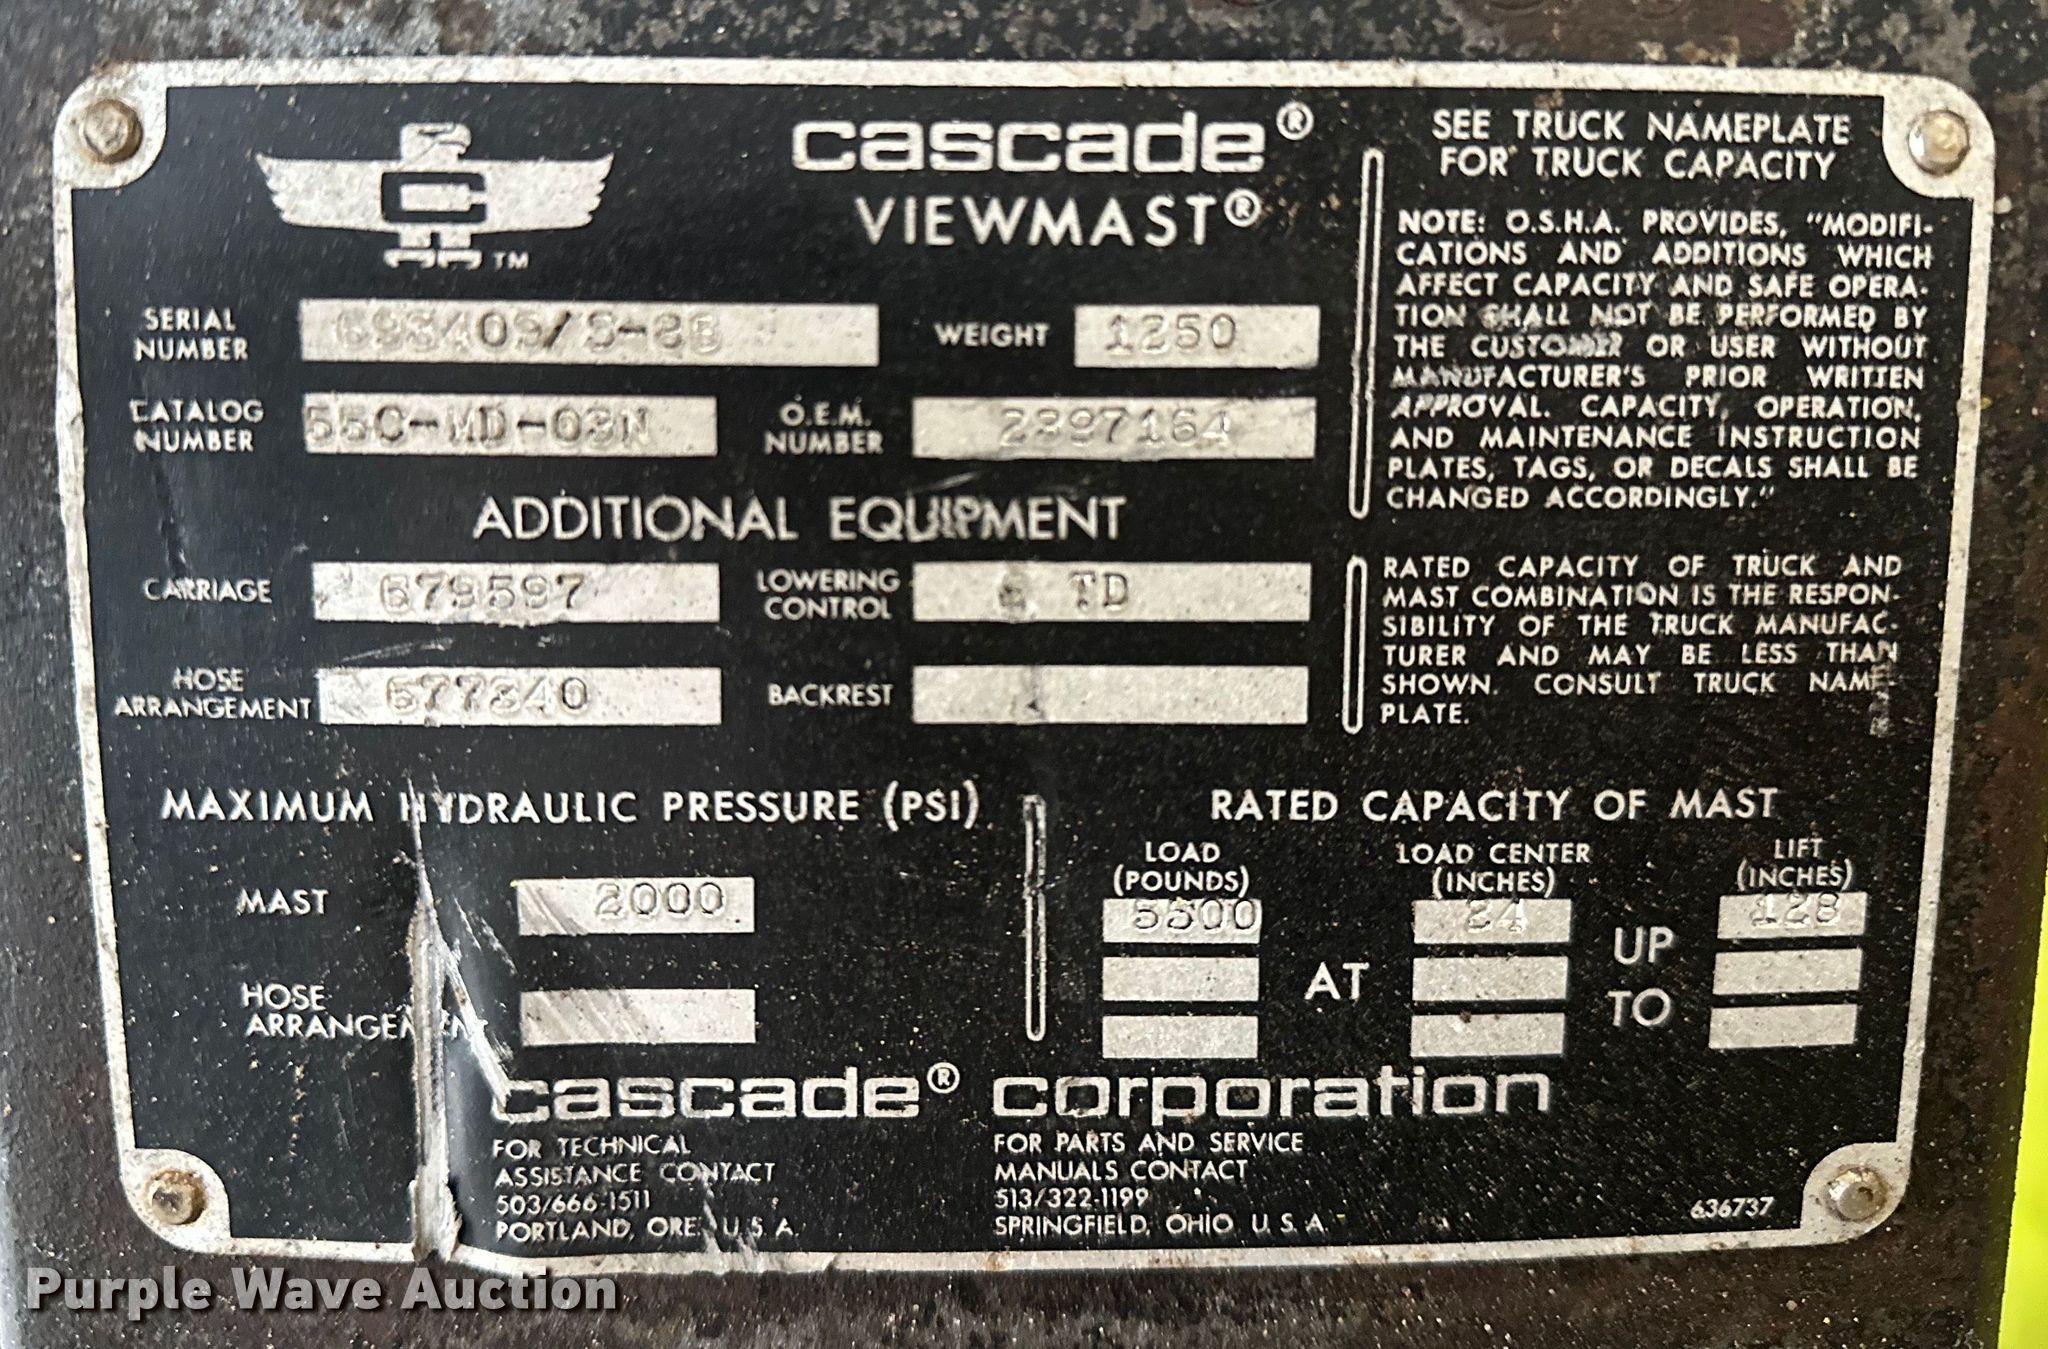 cascade®
VIEWMAST®
C
TM
SERIAL
NUMBER
WEIGHT 1250
CATALOG
NUMBER 55C-MD-03N
O.E.M.
NUMBER 2397164
ADDITIONAL EQUIPMENT
CARRIAGE 679597
LOWERING
CONTROL TD
HOSE
ARRANGEMENT 677340
BACKREST
SEE TRUCK NAMEPLATE
FOR TRUCK CAPACITY
NOTE: O.S.H.A. PROVIDES, "MODIFI-
CATIONS AND ADDITIONS WHICH
AFFECT CAPACITY AND SAFE OPERA-
TION SHALL NOT BE PERFORMED BY
THE CUSTOMER OR USER WITHOUT
MANUFACTURER'S PRIOR WRITTEN
APPROVAL. CAPACITY, OPERATION,
AND MAINTENANCE INSTRUCTION
PLATES, TAGS, OR DECALS SHALL BE
CHANGED ACCORDINGLY."
RATED CAPACITY OF TRUCK AND
MAST COMBINATION IS THE RESPON-
SIBILITY OF THE TRUCK MANUFAC-
TURER AND MAY BE LESS THAN
SHOWN. CONSULT TRUCK NAME-
PLATE.
MAXIMUM HYDRAULIC PRESSURE (PSI)
MAST 2000
HOSE
ARRANGEMENT
RATED CAPACITY OF MAST
LOAD
(POUNDS)
LOAD CENTER
(INCHES)
LIFT
(INCHES)
5500 24 128
AT
UP
TO
cascade® corporation
FOR TECHNICAL
ASSISTANCE CONTACT
503/666-1511
PORTLAND, ORE. U.S.A.
FOR PARTS AND SERVICE
MANUALS CONTACT
513/322-1199
SPRINGFIELD, OHIO U.S.A.
636737
Purple Wave Auction